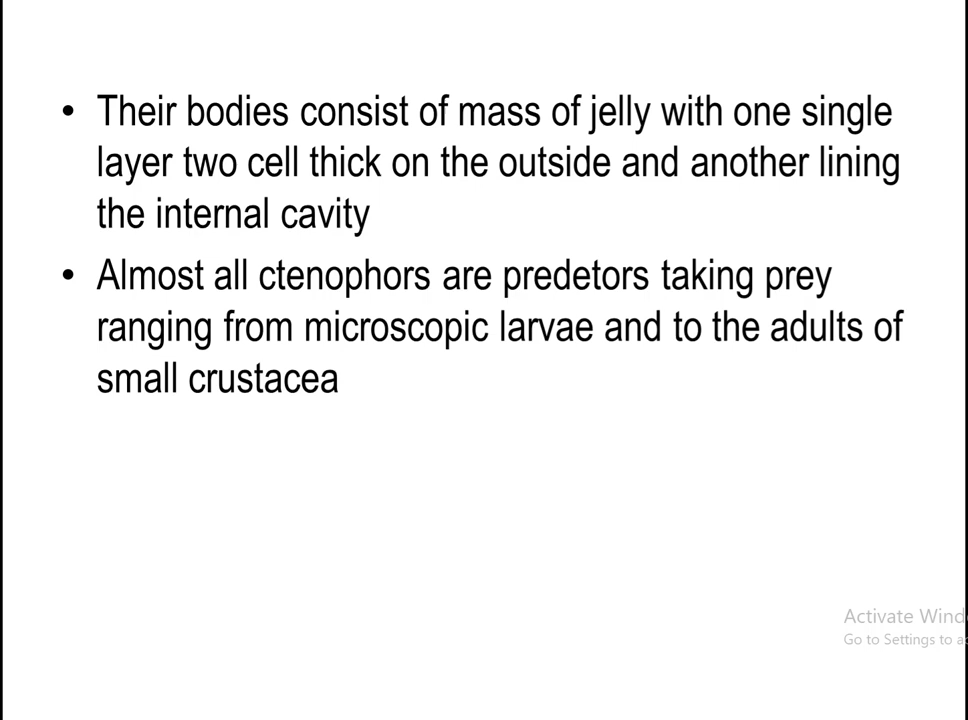 • Their bodies consist of mass of jelly with one single
layer two cell thick on the outside and another lining
the internal cavity
• Almost all ctenophors are predetors taking prey
ranging from microscopic larvae and to the adults of
small crustacea
Activate Wind
Go to Settings to a